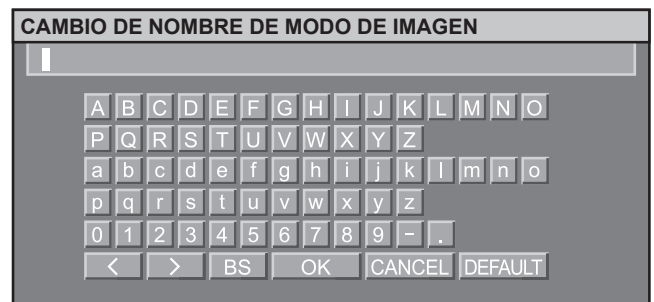 CAMBIO DE NOMBRE DE MODO DE IMAGEN
A B C D E F G H I J K L M N O
P Q R S T U V W X Y Z
a b c d e f g h i j k l m n o
p q r s t u v w x y z
0 1 2 3 4 5 6 7 8 9 - .
< > BS OK CANCEL DEFAULT